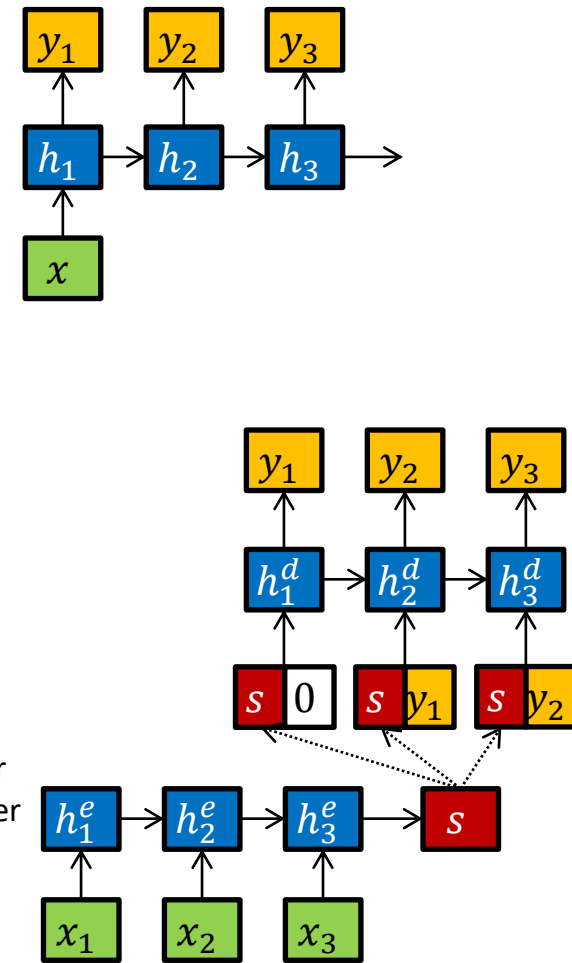 y₁ y₂ y₃
h₁ h₂ h₃
x
y₁ y₂ y₃
h₁ᵈ h₂ᵈ h₃ᵈ
s 0 s y₁ s y₂
r
er
h₁ᵉ h₂ᵉ h₃ᵉ s
x₁ x₂ x₃